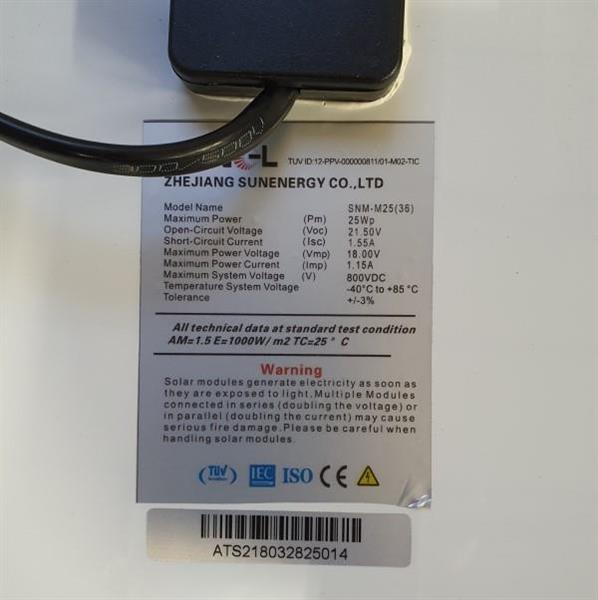 -L TUV ID:12-PPV-000000811/01-M02-TIC
ZHEJIANG SUNENERGY CO.,LTD
Model Name SNM-M25(36)
Maximum Power (Pm) 25Wp
Open-Circuit Voltage (Voc) 21.50V
Short-Circuit Current (Isc) 1.55A
Maximum Power Voltage (Vmp) 18.00V
Maximum Power Current (Imp) 1.15A
Maximum System Voltage (V) 800VDC
Temperature System Voltage -40°C to +85 °C
Tolerance +/-3%
All technical data at standard test condition
AM=1.5 E=1000W/ m2 TC=25 ° C
Warning
Solar modules generate electricity as soon as
they are exposed to light,Multiple Modules
connected in series (doubling the voltage) or
in parallel (doubling the current) may cause
serious fire damage.Please be careful when
handling solar modules.
TÜV IEC ISO CE
ATS218032825014